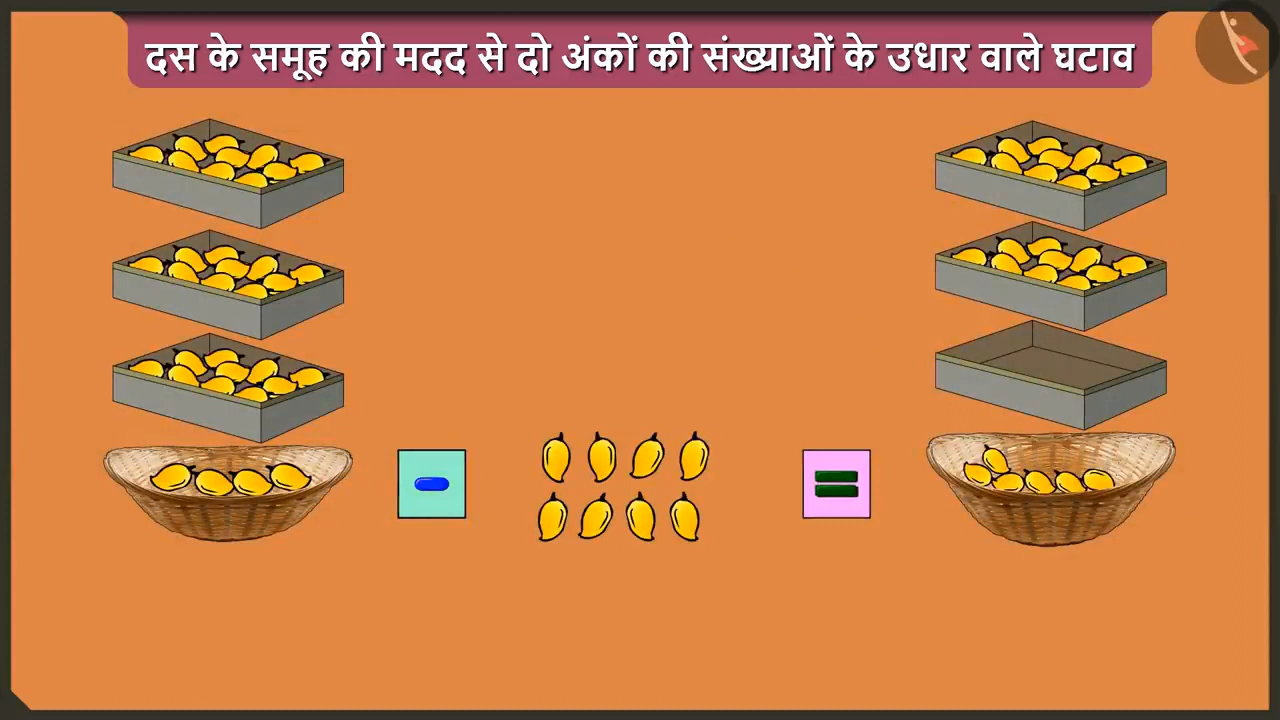 दस के समूह की मदद से दो अंकों की संख्याओं के उधार वाले घटाव